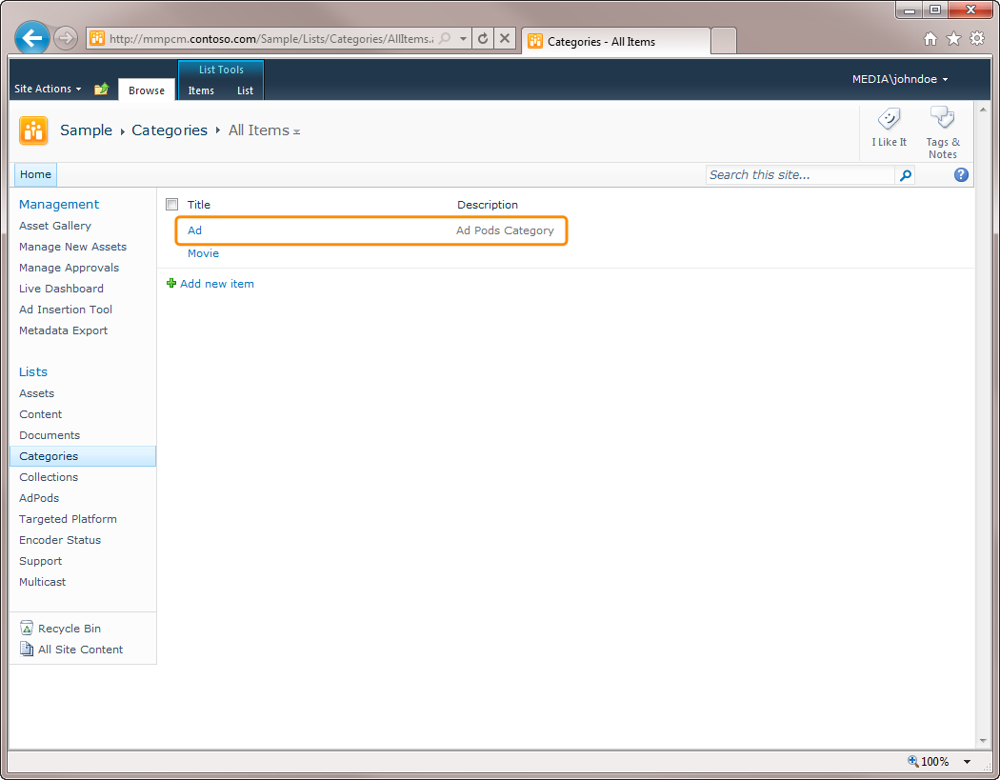 http://mmpcm.contoso.com/Sample/Lists/Categories/AllItems.a
Categories - All Items
List Tools
Site Actions
Browse
Items
List
MEDIA\johndoe
Sample
Categories
All Items
I Like It
Tags &
Notes
Home
Search this site...
Management
Asset Gallery
Manage New Assets
Manage Approvals
Live Dashboard
Ad Insertion Tool
Metadata Export
Lists
Assets
Content
Documents
Categories
Collections
AdPods
Targeted Platform
Encoder Status
Support
Multicast
Recycle Bin
All Site Content
Title Description
Ad Ad Pods Category
Movie
Add new item
100%